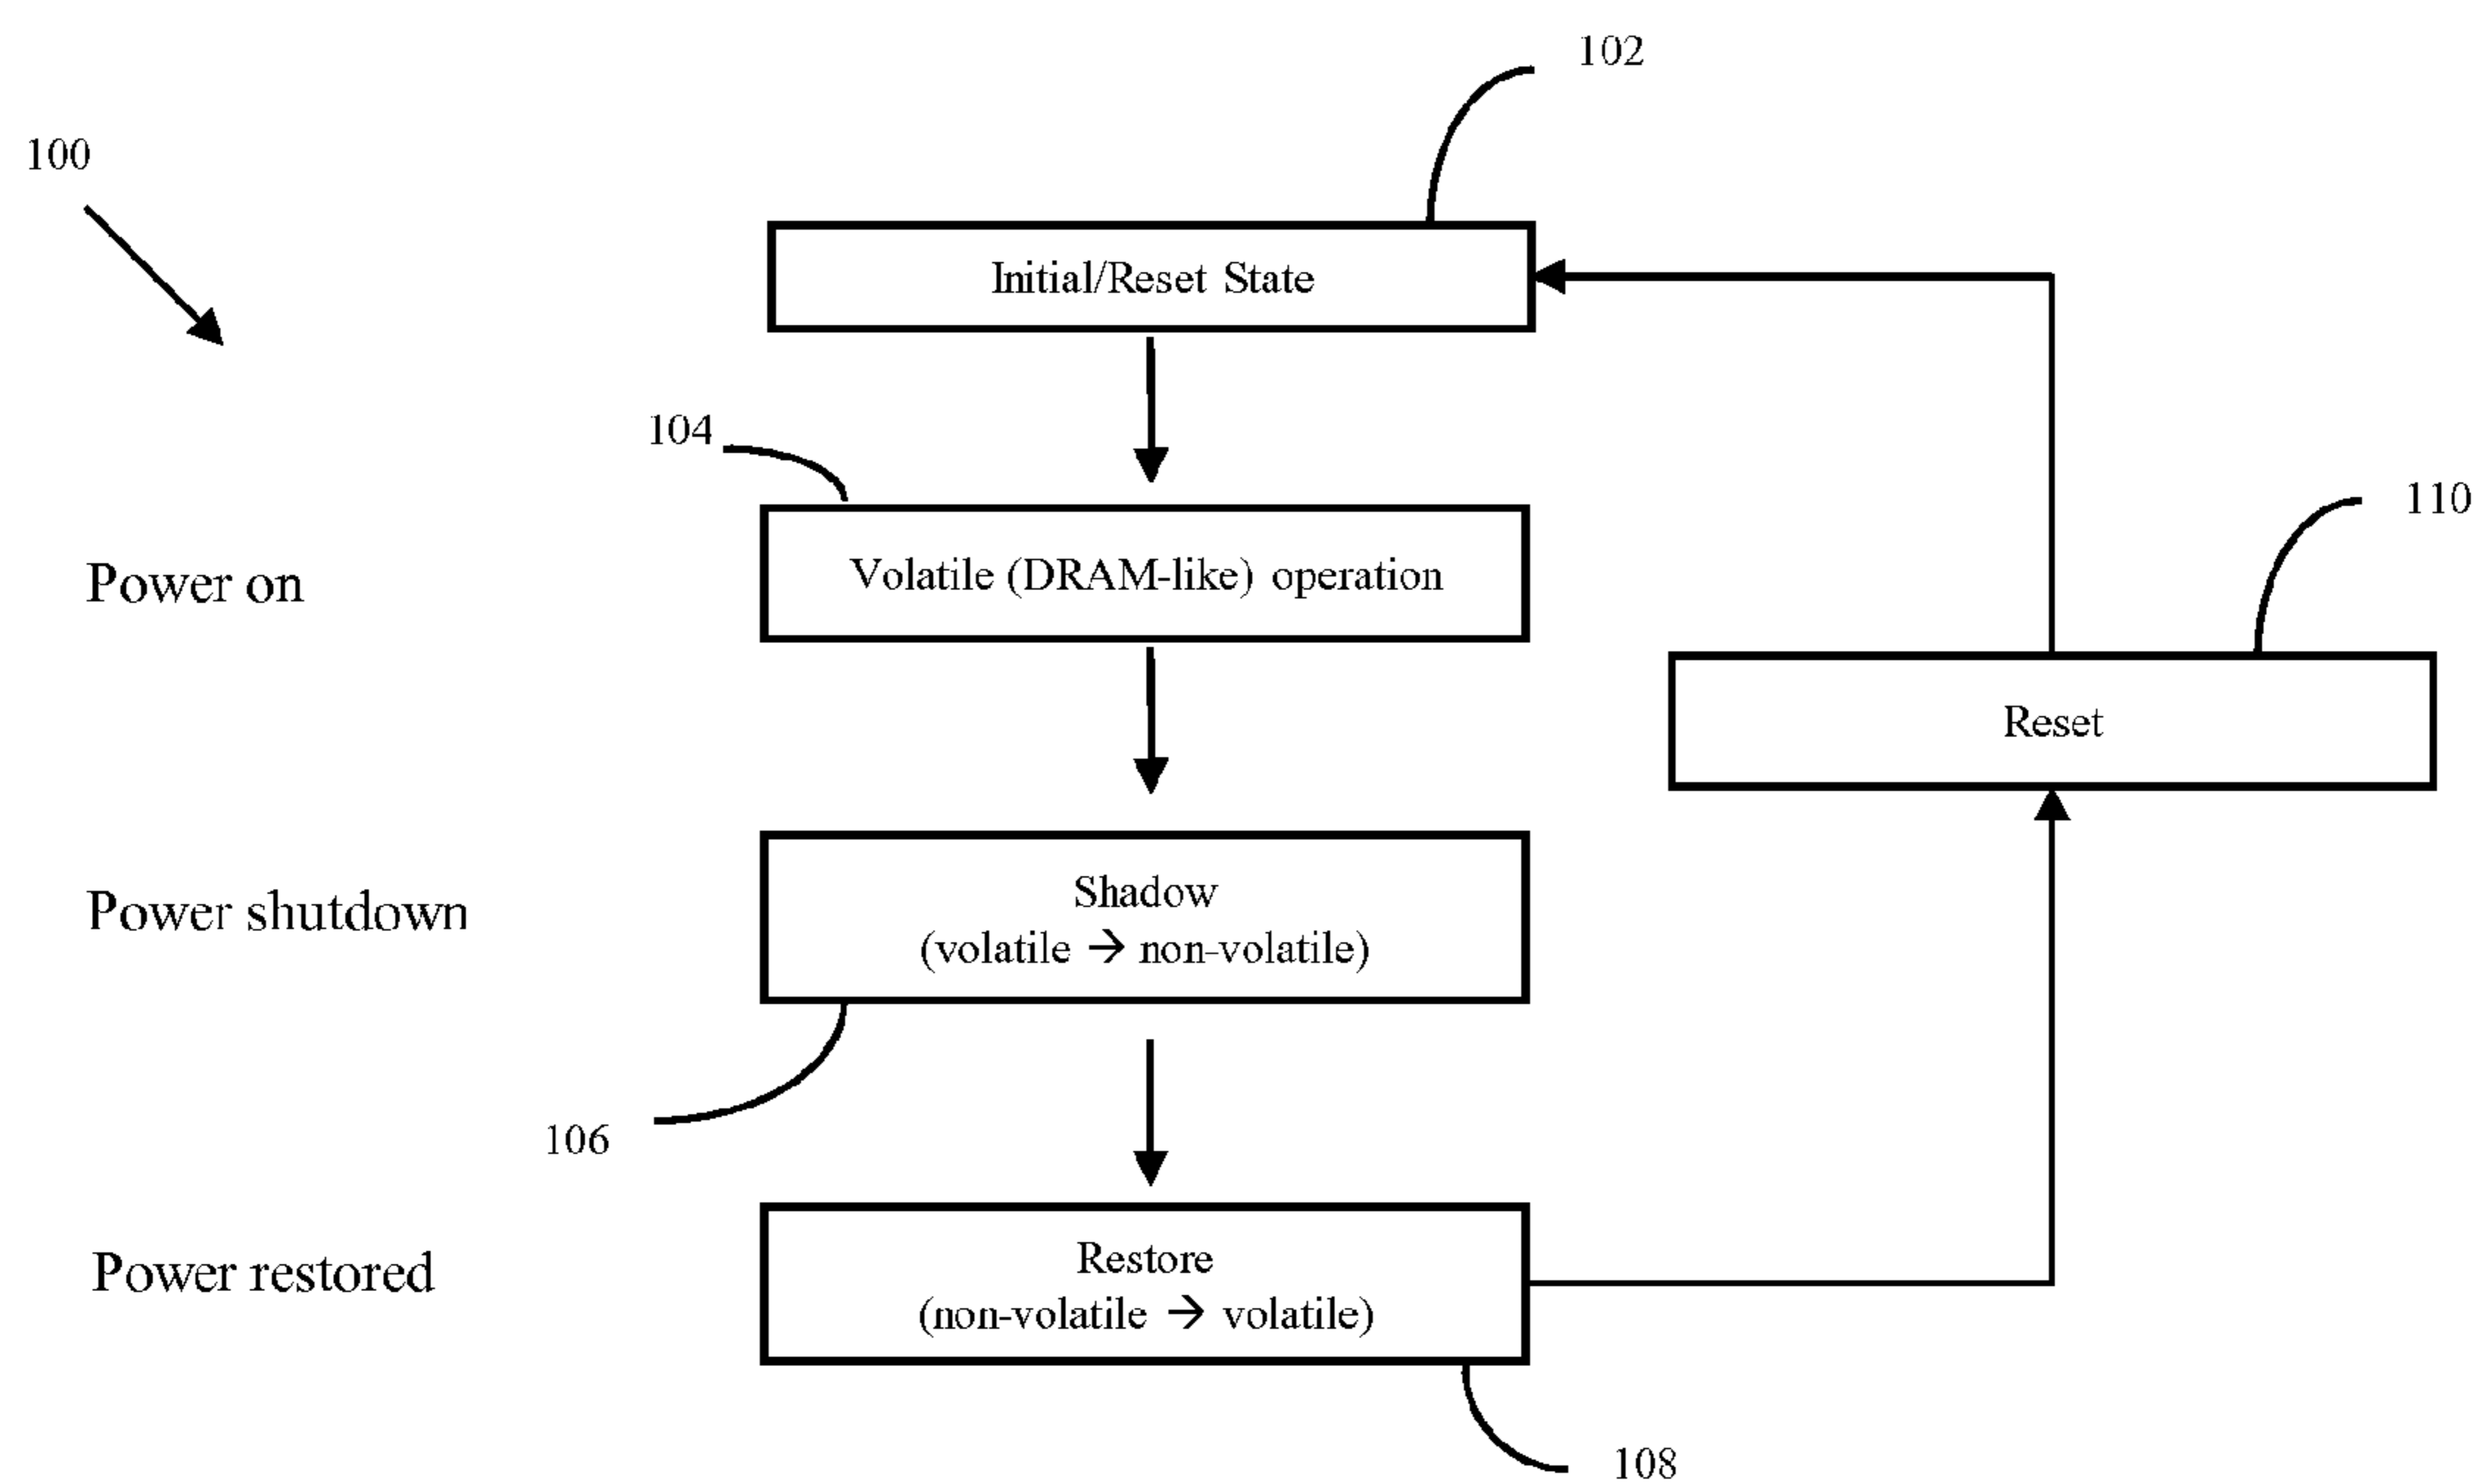 102
100
Initial/Reset State
104
110
Power on
Volatile (DRAM-like) operation
Reset
Power shutdown
Shadow
(volatile → non-volatile)
106
Power restored
Restore
(non-volatile → volatile)
108